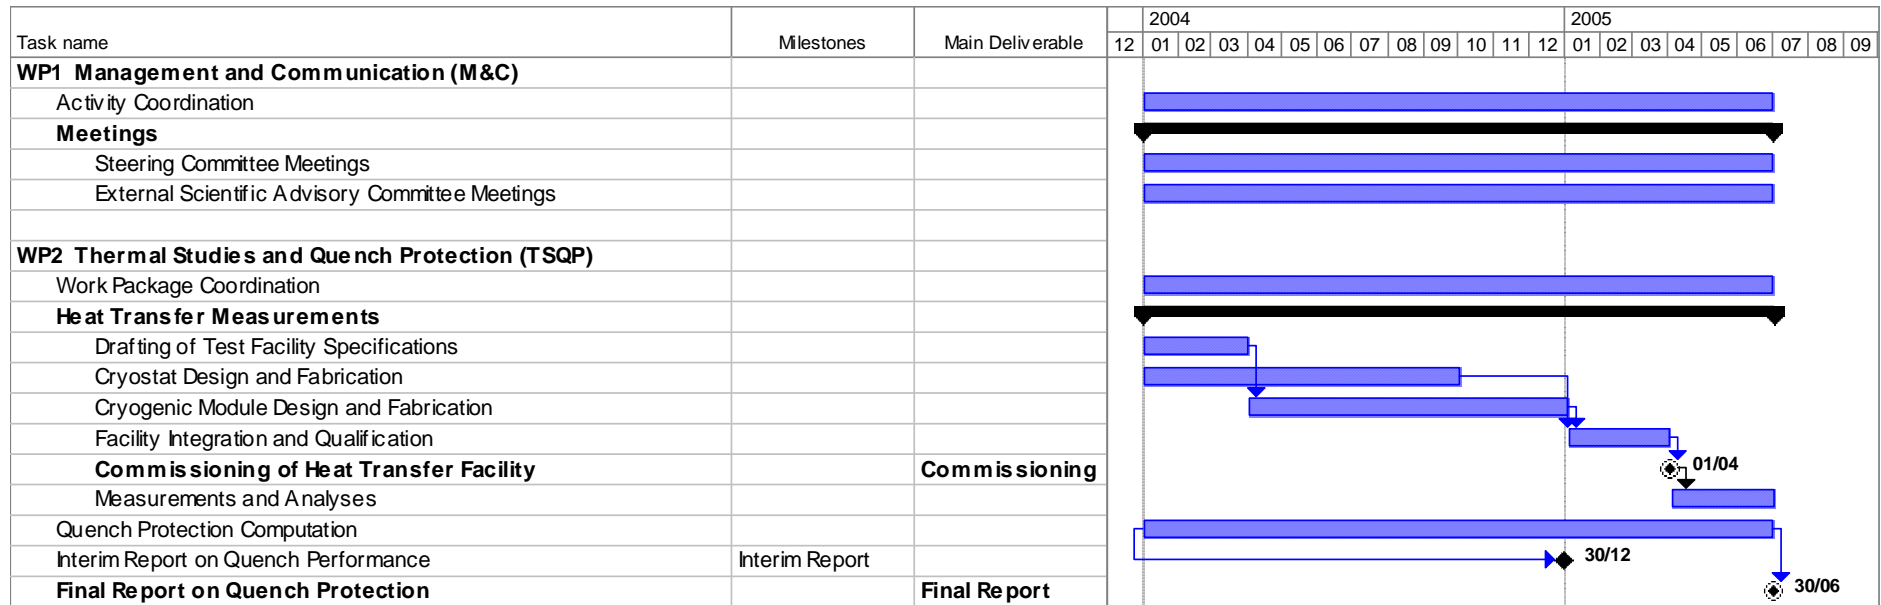 2004 2005
Task name Milestones Main Deliverable 12 01 02 03 04 05 06 07 08 09 10 11 12 01 02 03 04 05 06 07 08 09
WP1 Management and Communication (M&C)
Activity Coordination
Meetings
Steering Committee Meetings
External Scientific Advisory Committee Meetings
WP2 Thermal Studies and Quench Protection (TSQP)
Work Package Coordination
Heat Transfer Measurements
Drafting of Test Facility Specifications
Cryostat Design and Fabrication
Cryogenic Module Design and Fabrication
Facility Integration and Qualification
Commissioning of Heat Transfer Facility Commissioning 01/04
Measurements and Analyses
Quench Protection Computation
Interim Report on Quench Performance Interim Report 30/12
Final Report on Quench Protection Final Report 30/06